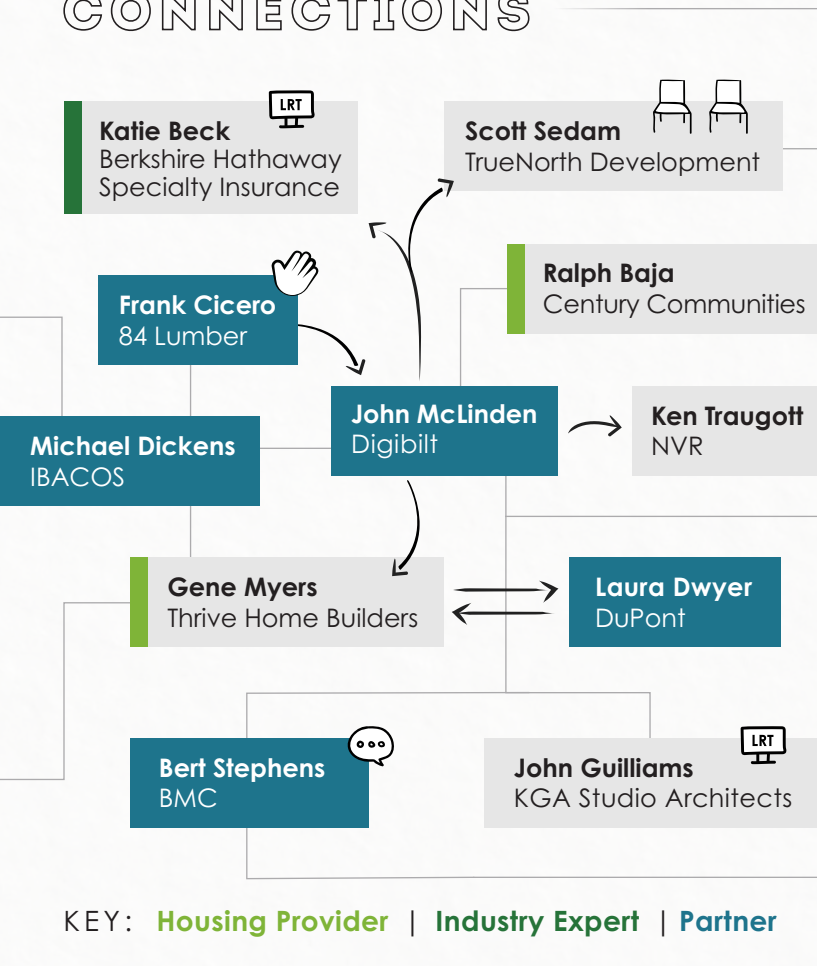 CONNECTIONS
LRT
Katie Beck
Berkshire Hathaway
Specialty Insurance
Scott Sedam
TrueNorth Development
Ralph Baja
Century Communities
Frank Cicero
84 Lumber
John McLinden
Digibilt
Ken Traugott
NVR
Michael Dickens
IBACOS
Gene Myers
Thrive Home Builders
Laura Dwyer
DuPont
Bert Stephens
BMC
LRT
John Guilliams
KGA Studio Architects
KEY: Housing Provider | Industry Expert | Partner